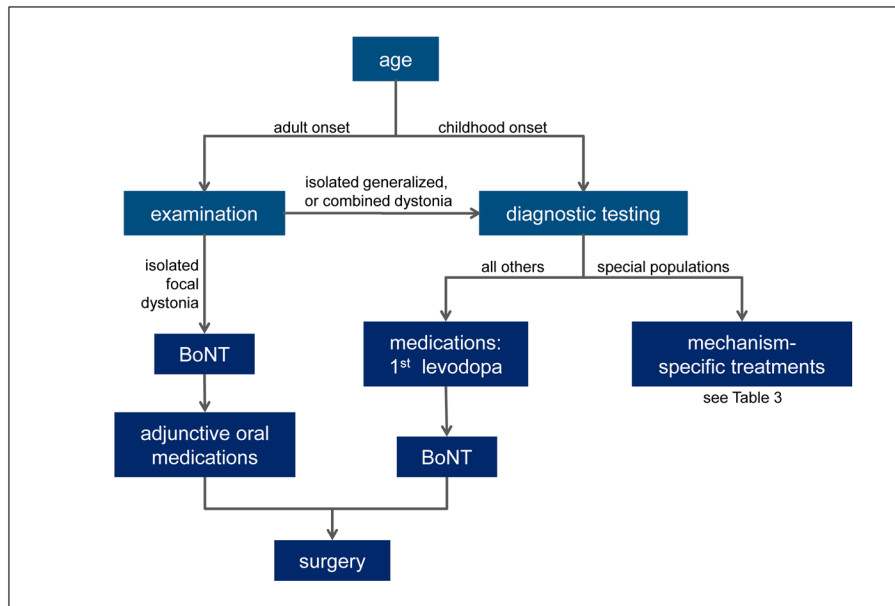 age
adult onset
childhood onset
isolated generalized,
or combined dystonia
examination
diagnostic testing
isolated
focal
dystonia
all others
special populations
BoNT
medications:
1st levodopa
mechanism-
specific treatments
see Table 3
adjunctive oral
medications
BoNT
surgery